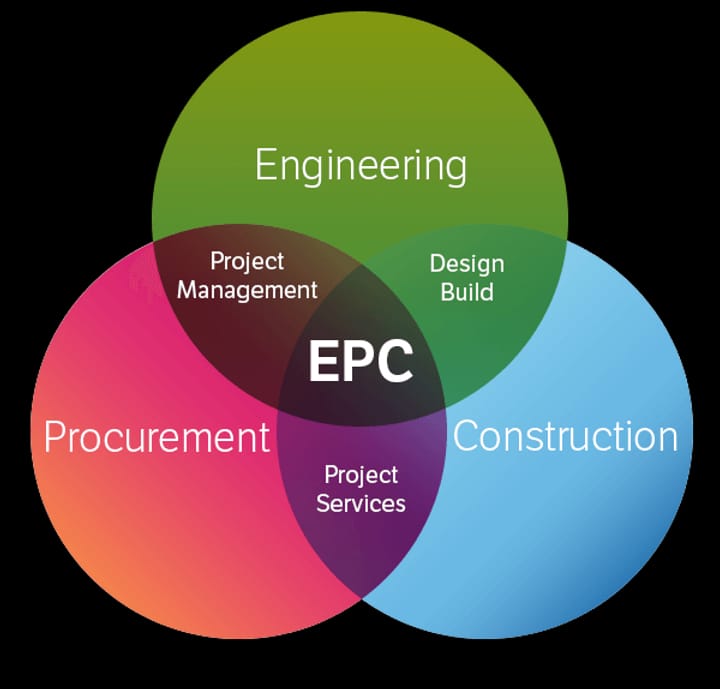 Engineering
Project
Management
Design
Build
EPC
Procurement
Construction
Project
Services